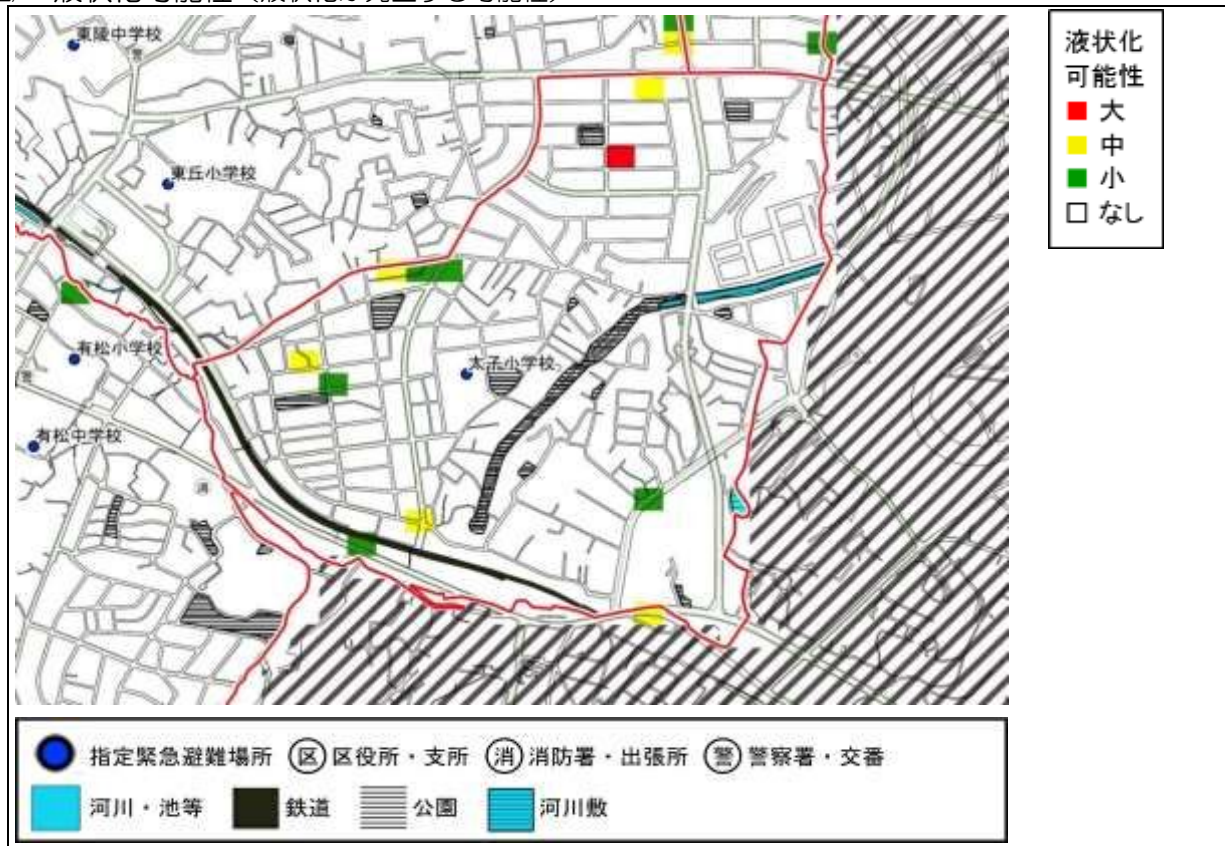 液状化可能性(液状化が発生する可能性)
東陵中学校
東丘小学校
有松小学校
有松中学校
太子小学校
消
液状化
可能性
大
中
小
なし
指定緊急避難場所 区 区役所・支所 消 消防署・出張所 警 警察署・交番
河川・池等 鉄道 公園 河川敷